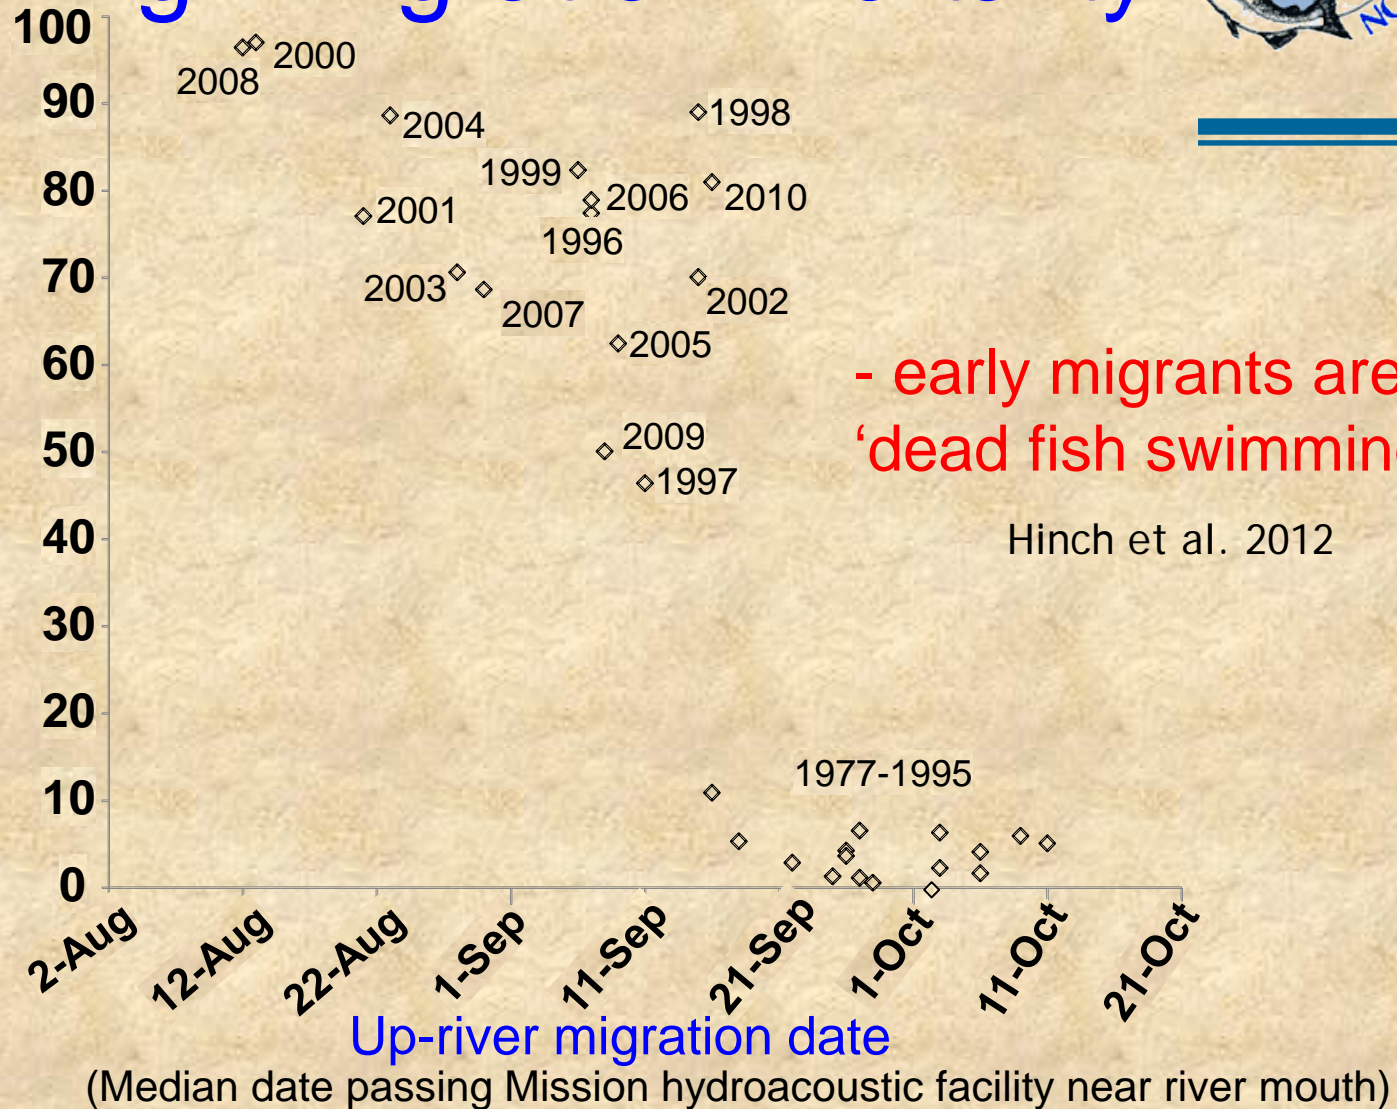 100
90
80
70
60
50
40
30
20
10
0
2000
2008
2004
1998
1999
2006
2010
2001
1996
2003
2007
2002
2005
2009
1997
- early migrants are
‘dead fish swimming
Hinch et al. 2012
1977-1995
2-Aug
12-Aug
22-Aug
1-Sep
11-Sep
21-Sep
1-Oct
11-Oct
21-Oct
Up-river migration date
(Median date passing Mission hydroacoustic facility near river mouth)